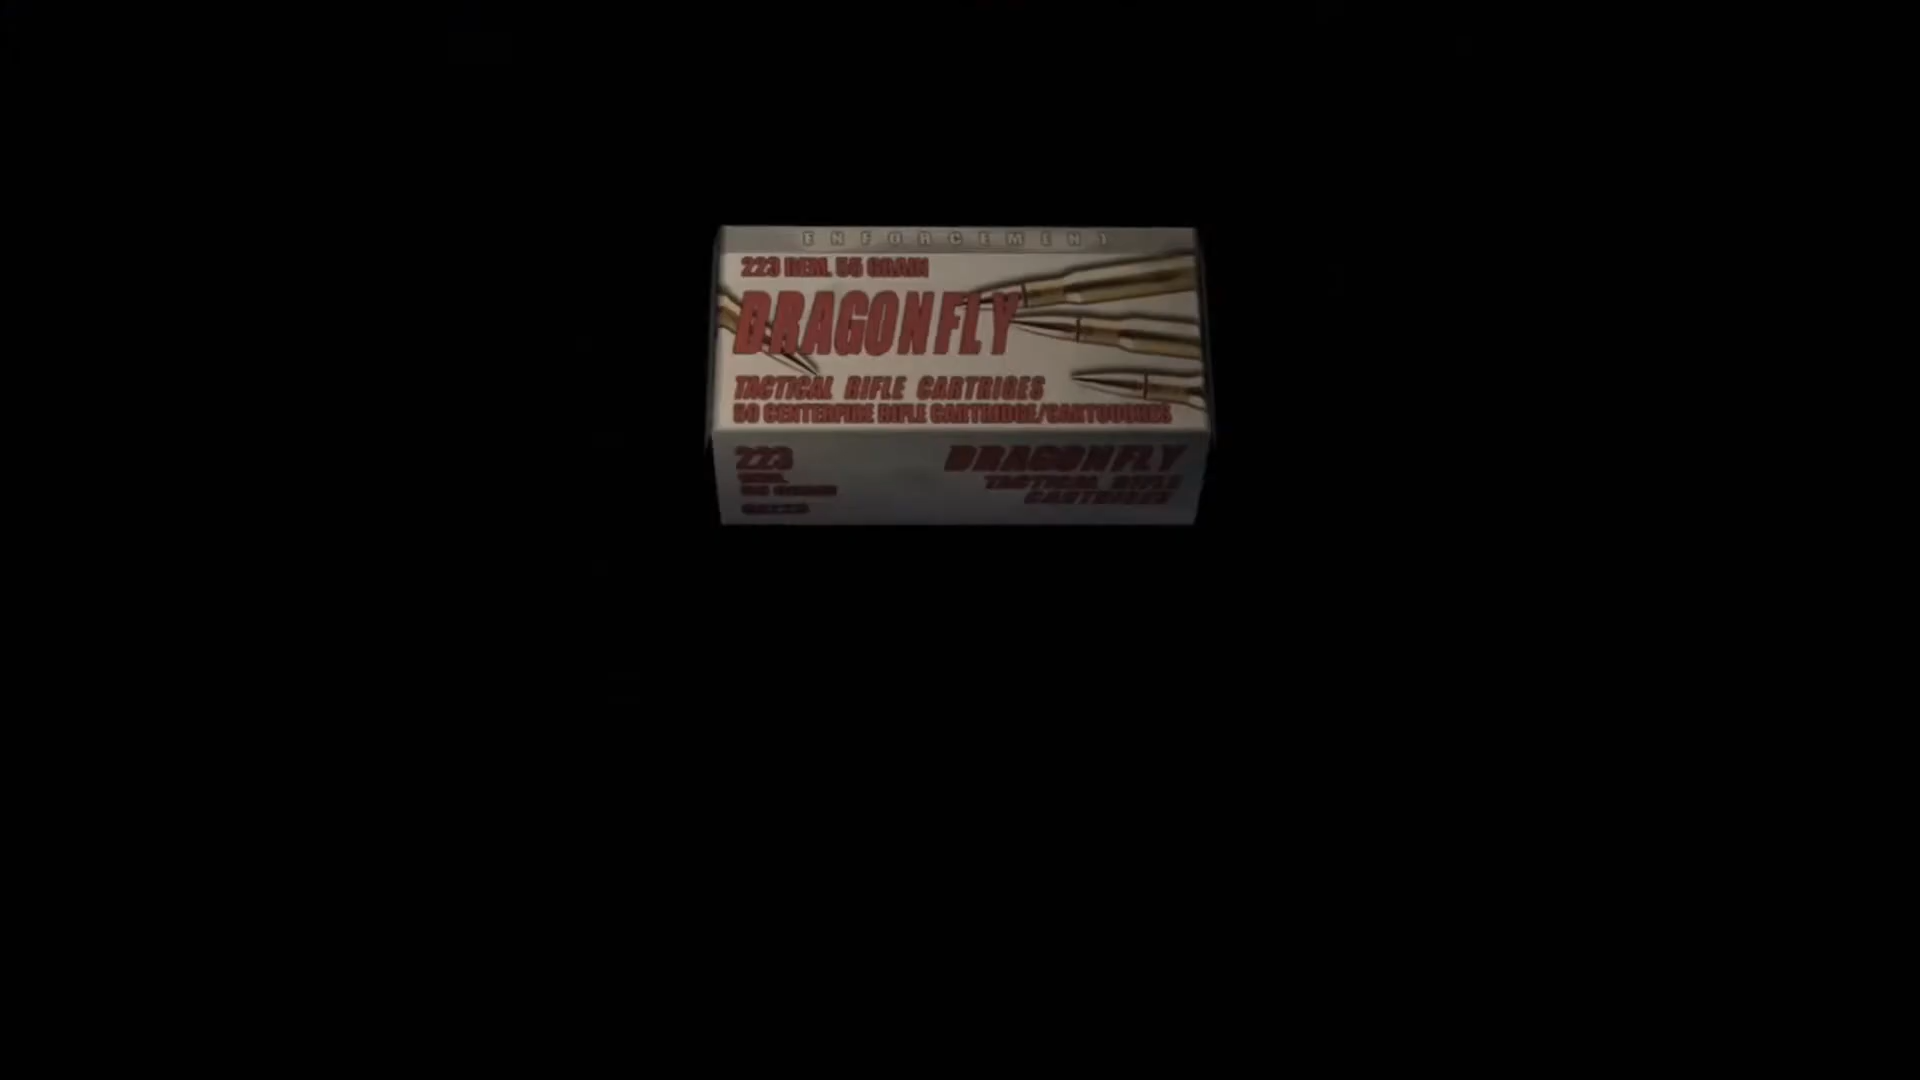 ENFORCEMENT
223 REM. 55 GRAIN
DRAGONFLY
TACTICAL RIFLE CARTRIGES
50 CENTERFIRE RIFLE CARTRIDGE/CARTOUCHES
223
DRAGONFLY
TACTICAL RIFLE
CARTRIGES